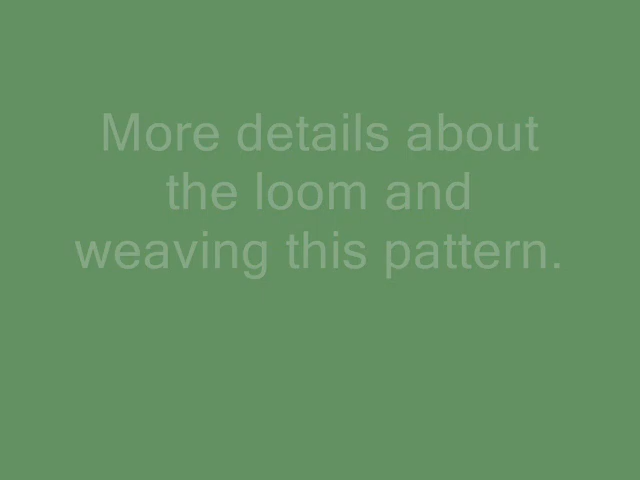 More details about
the loom and
weaving this pattern.